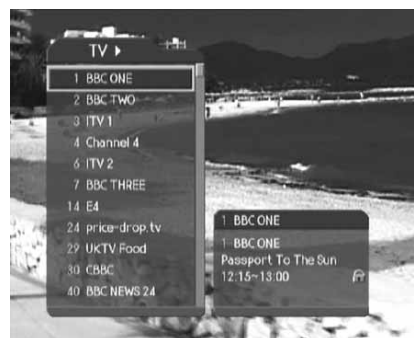 TV
1 BBC ONE
2 BBC TWO
3 ITV 1
4 Channel 4
6 ITV 2
7 BBC THREE
14 E4
24 price-drop.tv
29 UKTV Food
30 CBBC
40 BBC NEWS 24
1 BBC ONE
1 BBC ONE
Passport To The Sun
12:15~13:00